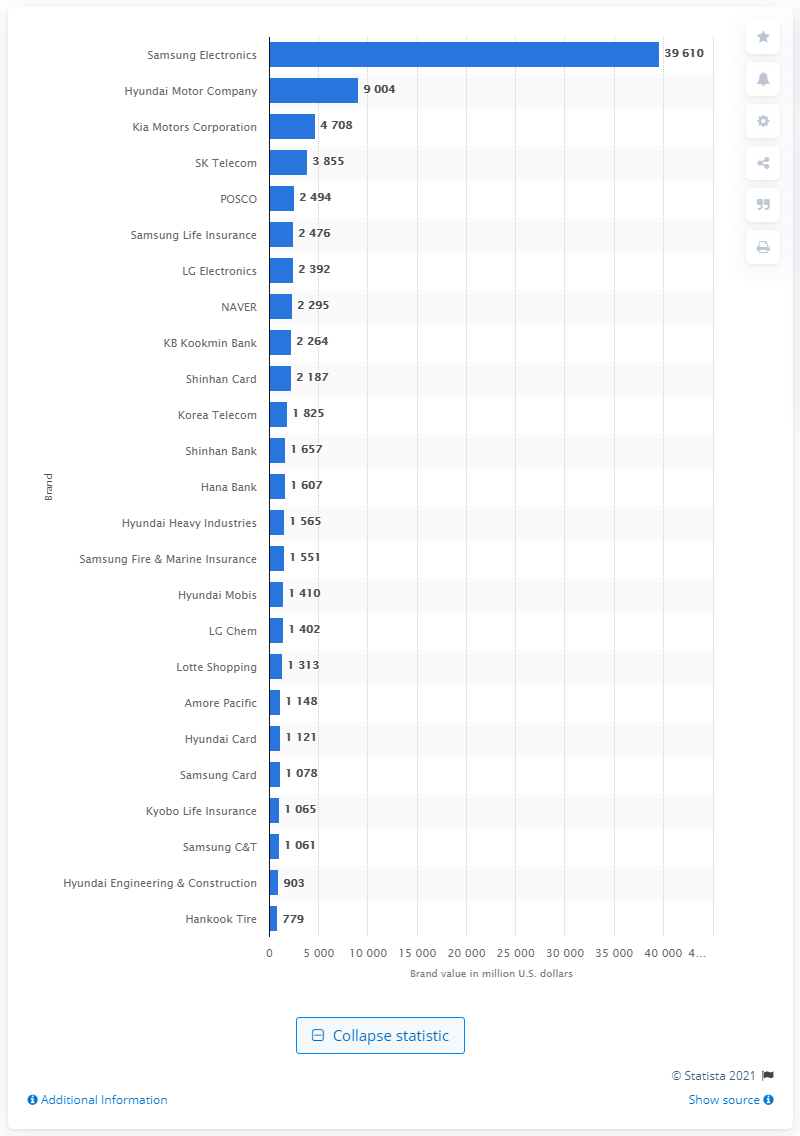 Samsung Electronics 39 610
Hyundai Motor Company 9 004
Kia Motors Corporation 4 708
SK Telecom 3 855
POSCO 2 494
Samsung Life Insurance 2 476
LG Electronics 2 392
NAVER 2 295
KB Kookmin Bank 2 264
Shinhan Card 2 187
Korea Telecom 1 825
Shinhan Bank 1 657
Hana Bank 1 607
Hyundai Heavy Industries 1 565
Samsung Fire & Marine Insurance 1 551
Hyundai Mobis 1 410
LG Chem 1 402
Lotte Shopping 1 313
Amore Pacific 1 148
Hyundai Card 1 121
Samsung Card 1 078
Kyobo Life Insurance 1 065
Samsung C&T 1 061
Hyundai Engineering & Construction 903
Hankook Tire 779
Brand
0 5 000 10 000 15 000 20 000 25 000 30 000 35 000 40 000 4…
Brand value in million U.S. dollars
Collapse statistic
© Statista 2021
Additional Information
Show source